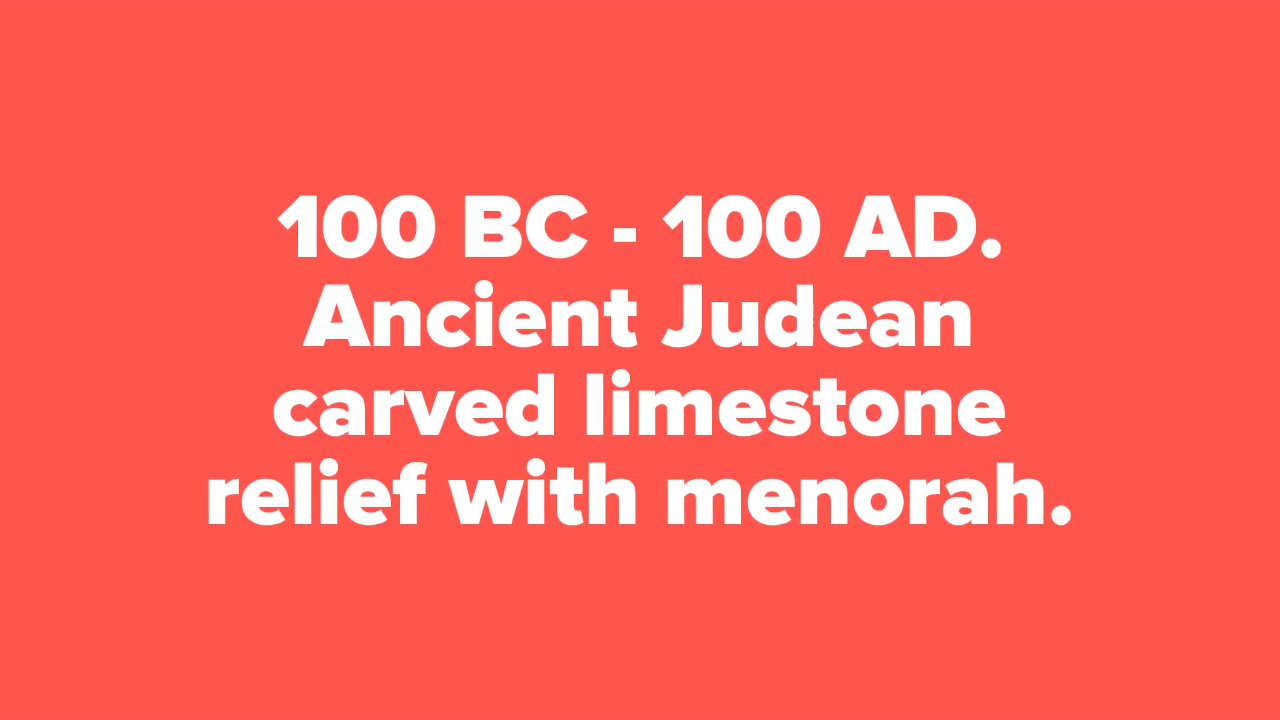 100 BC - 100 AD.
Ancient Judean
carved limestone
relief with menorah.